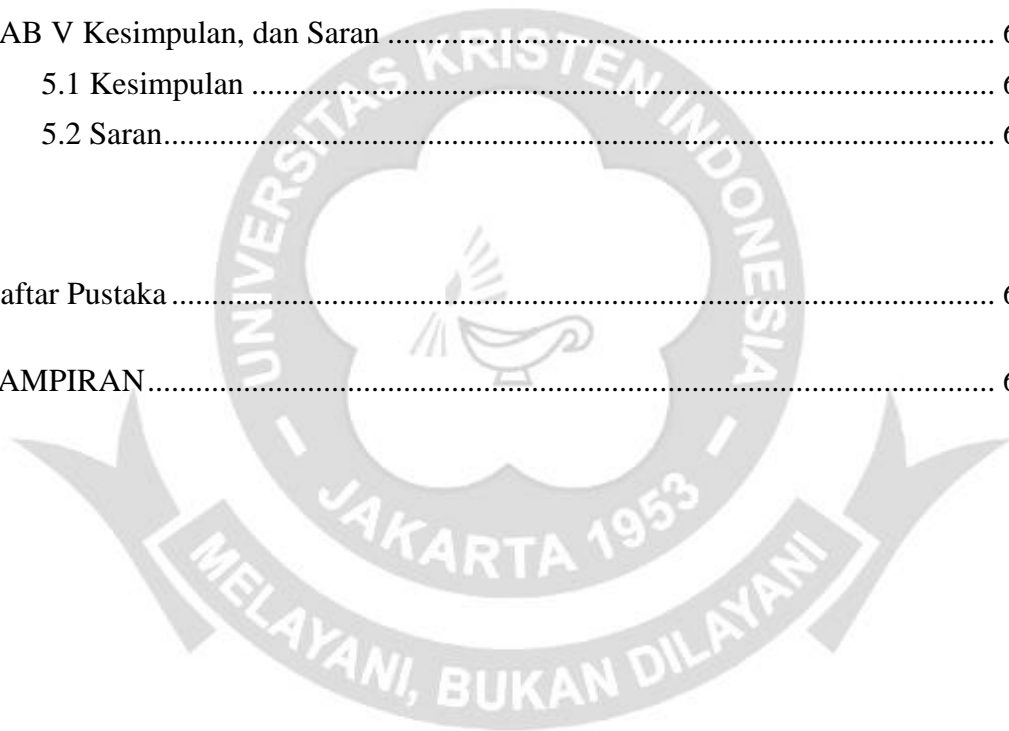 AB V Kesimpulan, dan Saran ........................................................................... 6
5.1 Kesimpulan ............................................................................................ 6
5.2 Saran....................................................................................................... 6
aftar Pustaka ...................................................................................................... 6
AMPIRAN......................................................................................................... 6
UNIVERSITAS KRISTEN INDONESIA
JAKARTA 1953
MELAYANI, BUKAN DILAYANI